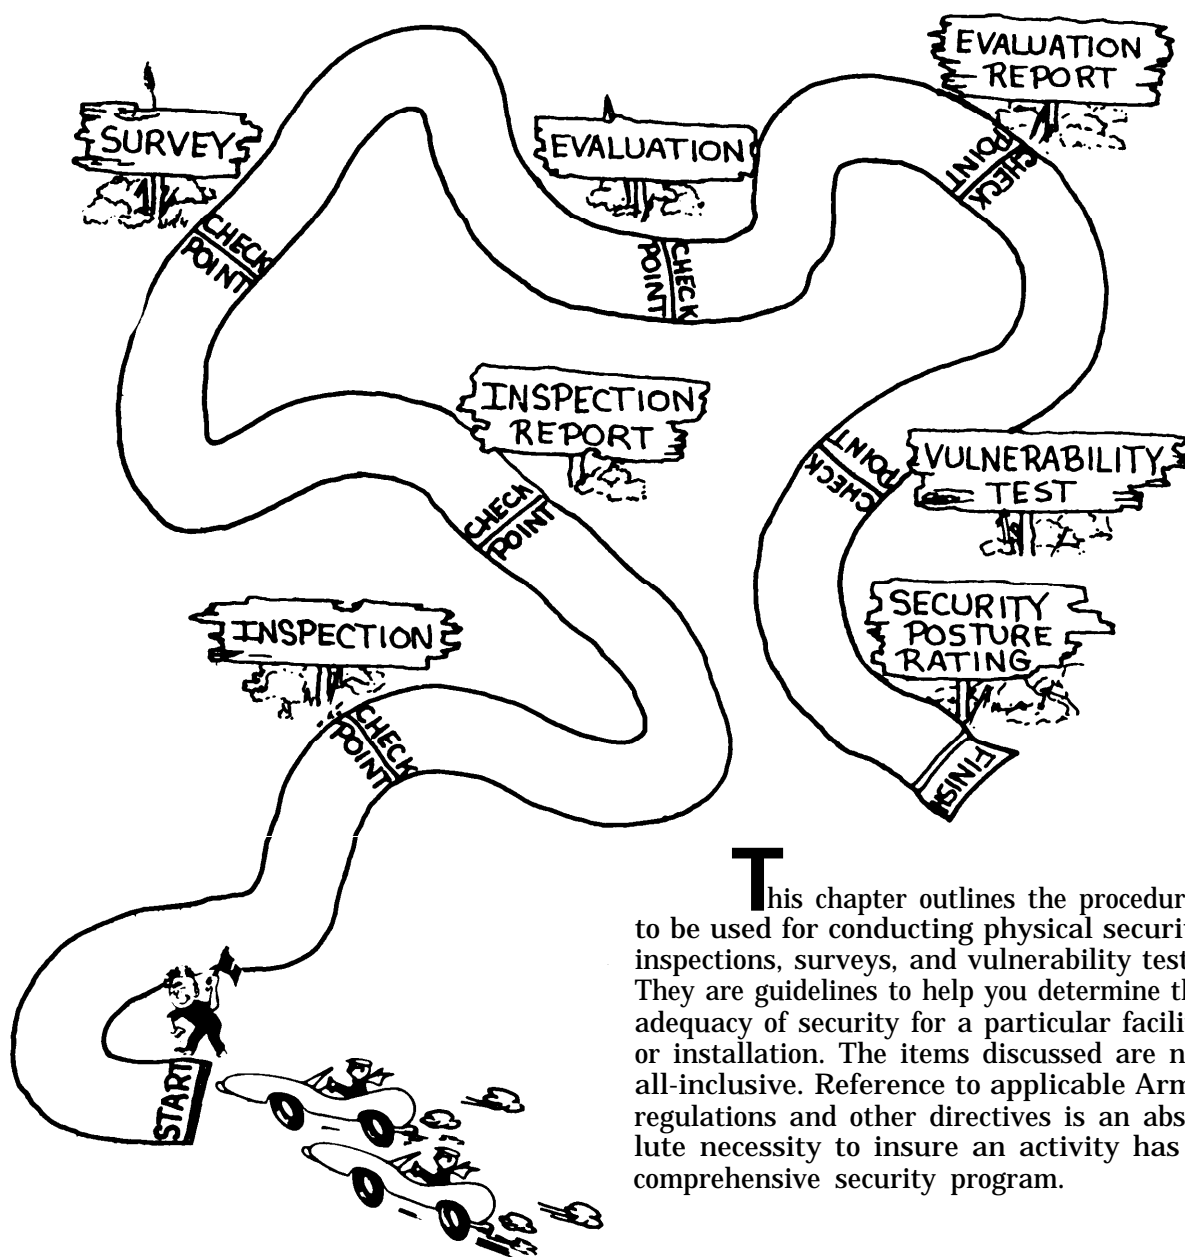 EVALUATION
REPORT
SURVEY
EVALUATION
CHECK
POINT
CHECK
POINT
POINT
CHECK
POINT
CHECK
INSPECTION
REPORT
CHECK
POINT
POINT
CHECK
VULNERABILITY
TEST
INSPECTION
CHECK
POINT
SECURITY
POSTURE
RATING
FINISH
START
This chapter outlines the procedur
to be used for conducting physical securit
inspections, surveys, and vulnerability test
They are guidelines to help you determine th
adequacy of security for a particular facili
or installation. The items discussed are n
all-inclusive. Reference to applicable Arm
regulations and other directives is an abs
lute necessity to insure an activity has
comprehensive security program.